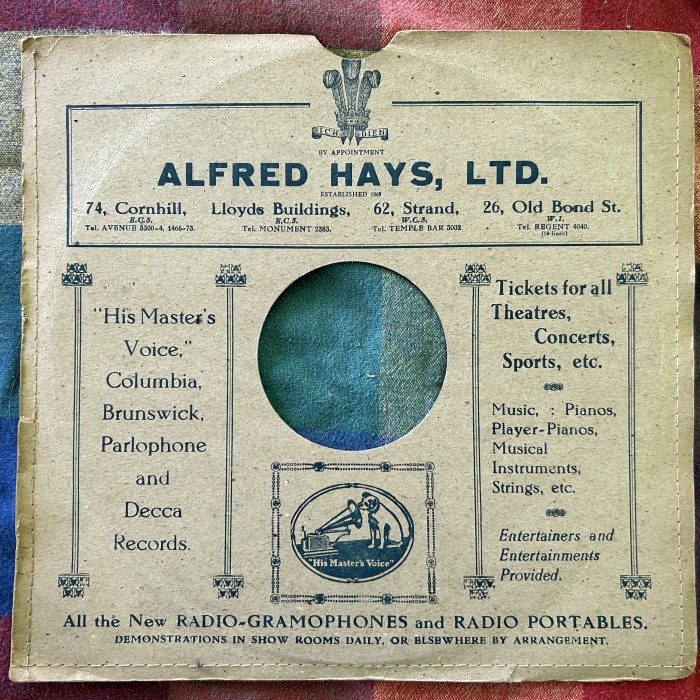 ICH DIEN
BY APPOINTMENT
ALFRED HAYS, LTD.
ESTABLISHED 1869
74, Cornhill, Lloyds Buildings, 62, Strand, 26, Old Bond St.
E.C.3. E.C.3. W.C.2. W.1.
Tel. AVENUE 3300-4, 1466-73. Tel. MONUMENT 2383. Tel. TEMPLE BAR 3032. Tel. REGENT 4040.
(10 lines)
"His Master's
Voice,"
Columbia,
Brunswick,
Parlophone
and
Decca
Records.
"His Master's Voice"
Tickets for all
Theatres,
Concerts,
Sports, etc.
Music, : Pianos,
Player-Pianos,
Musical
Instruments,
Strings, etc.
Entertainers and
Entertainments
Provided.
All the New RADIO-GRAMOPHONES and RADIO PORTABLES.
DEMONSTRATIONS IN SHOW ROOMS DAILY, OR ELSEWHERE BY ARRANGEMENT.